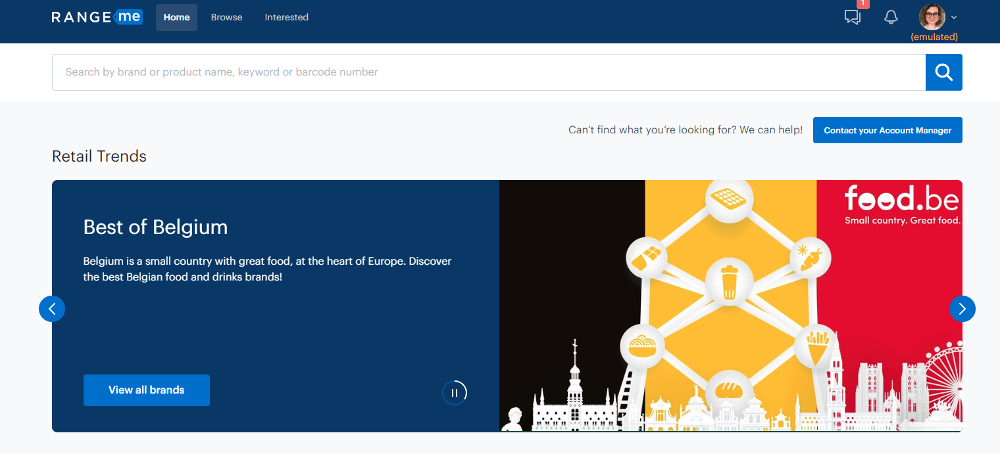 RANGE me
Home
Browse
Interested
1
(emulated)
Search by brand or product name, keyword or barcode number
Can’t find what you’re looking for? We can help!
Contact your Account Manager
Retail Trends
Best of Belgium
Belgium is a small country with great food, at the heart of Europe. Discover
the best Belgian food and drinks brands!
View all brands
food.be
Small country. Great food.